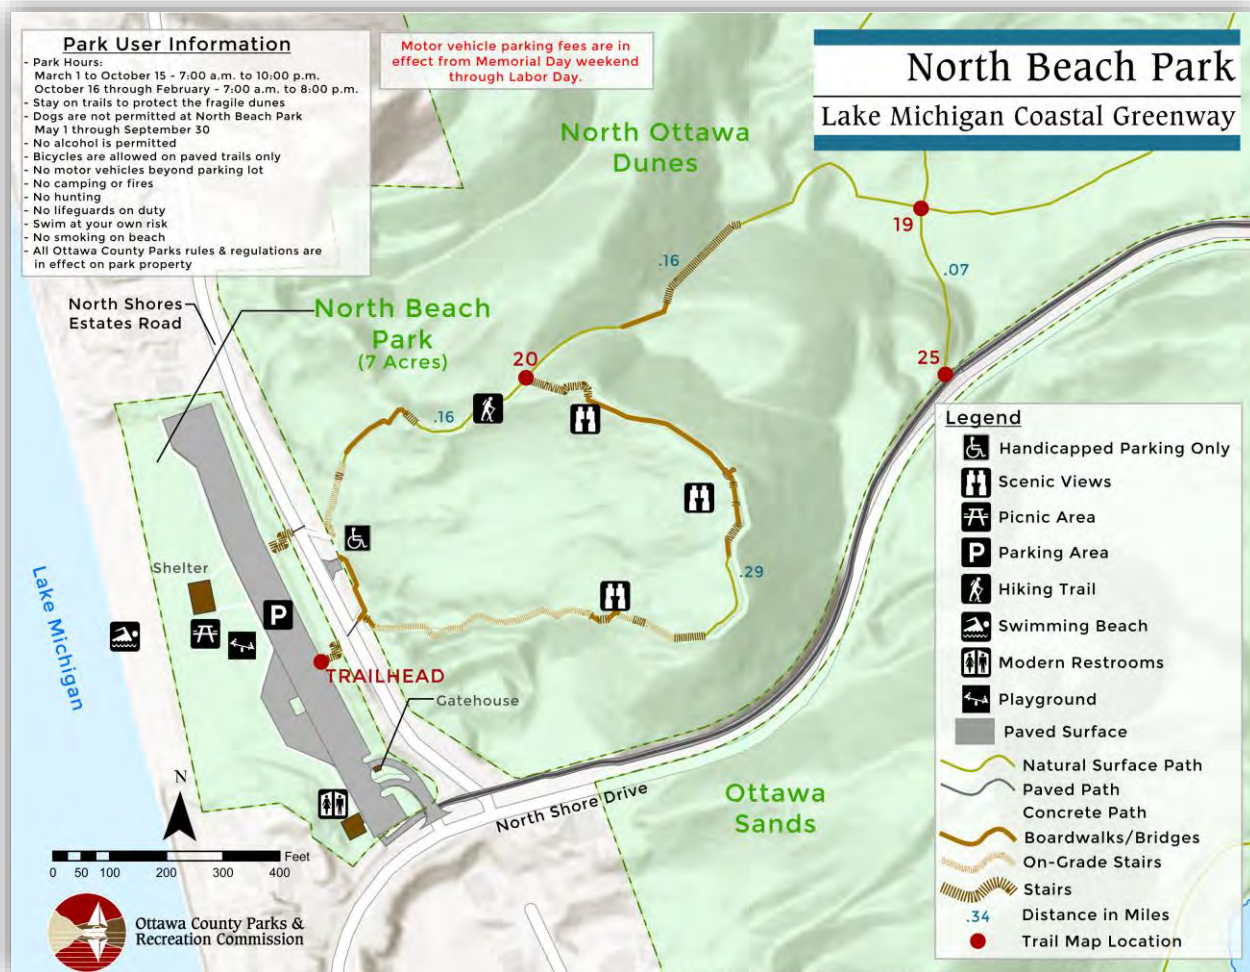 Park User Information
- Park Hours:
March 1 to October 15 - 7:00 a.m. to 10:00 p.m.
October 16 through February - 7:00 a.m. to 8:00 p.m.
- Stay on trails to protect the fragile dunes
- Dogs are not permitted at North Beach Park
May 1 through September 30
- No alcohol is permitted
- Bicycles are allowed on paved trails only
- No motor vehicles beyond parking lot
- No camping or fires
- No hunting
- No lifeguards on duty
- Swim at your own risk
- No smoking on beach
- All Ottawa County Parks rules & regulations are
in effect on park property
Motor vehicle parking fees are in
effect from Memorial Day weekend
through Labor Day.
North Beach Park
Lake Michigan Coastal Greenway
North Ottawa
Dunes
19
.16
.07
North Shores
Estates Road
North Beach
Park
(7 Acres)
20
25
.16
.29
Shelter
P
Lake Michigan
TRAILHEAD
Gatehouse
North Shore Drive
Ottawa
Sands
N
Feet
0 50 100 200 300 400
Ottawa County Parks &
Recreation Commission
Legend
Handicapped Parking Only
Scenic Views
Picnic Area
P Parking Area
Hiking Trail
Swimming Beach
Modern Restrooms
Playground
Paved Surface
Natural Surface Path
Paved Path
Concrete Path
Boardwalks/Bridges
On-Grade Stairs
Stairs
.34 Distance in Miles
Trail Map Location